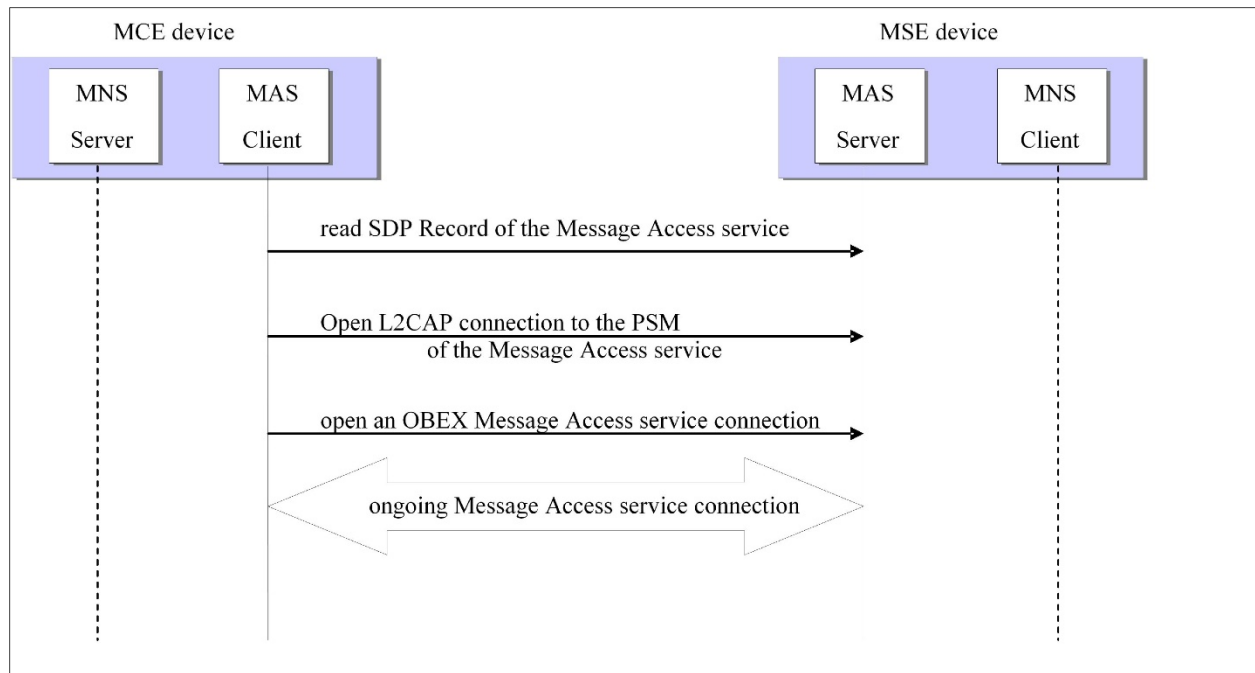 MCE device
MSE device
MNS
Server
MAS
Client
MAS
Server
MNS
Client
read SDP Record of the Message Access service
Open L2CAP connection to the PSM
of the Message Access service
open an OBEX Message Access service connection
ongoing Message Access service connection